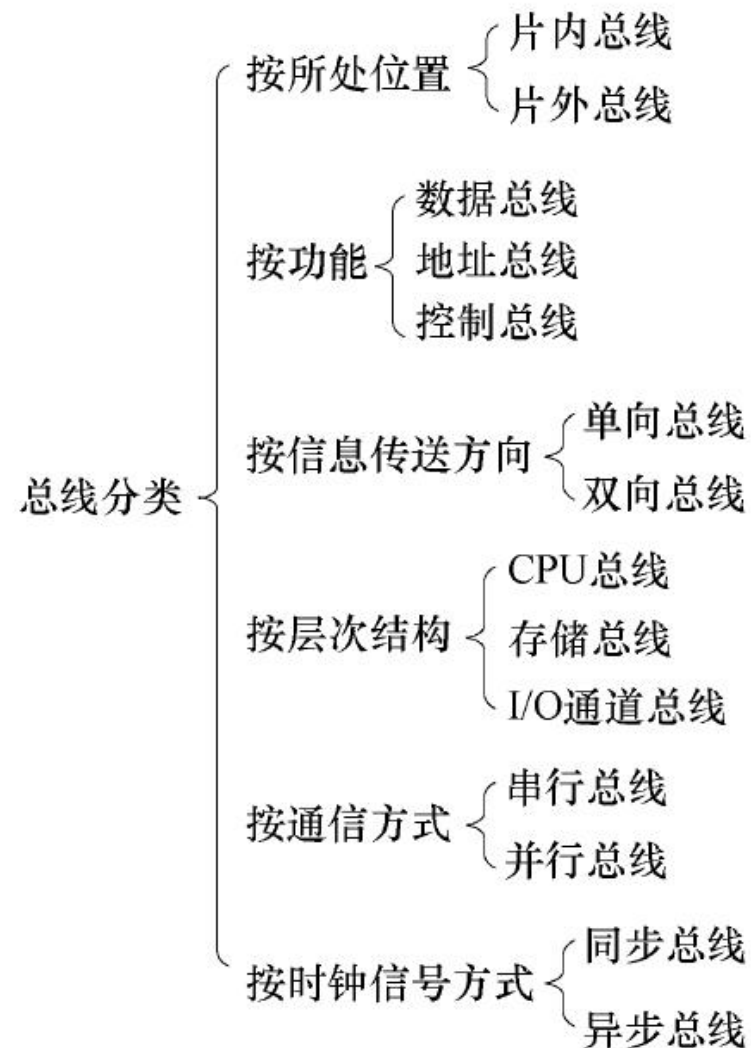 总线分类
按所处位置
片内总线
片外总线
按功能
数据总线
地址总线
控制总线
按信息传送方向
单向总线
双向总线
按层次结构
CPU总线
存储总线
I/O通道总线
按通信方式
串行总线
并行总线
按时钟信号方式
同步总线
异步总线